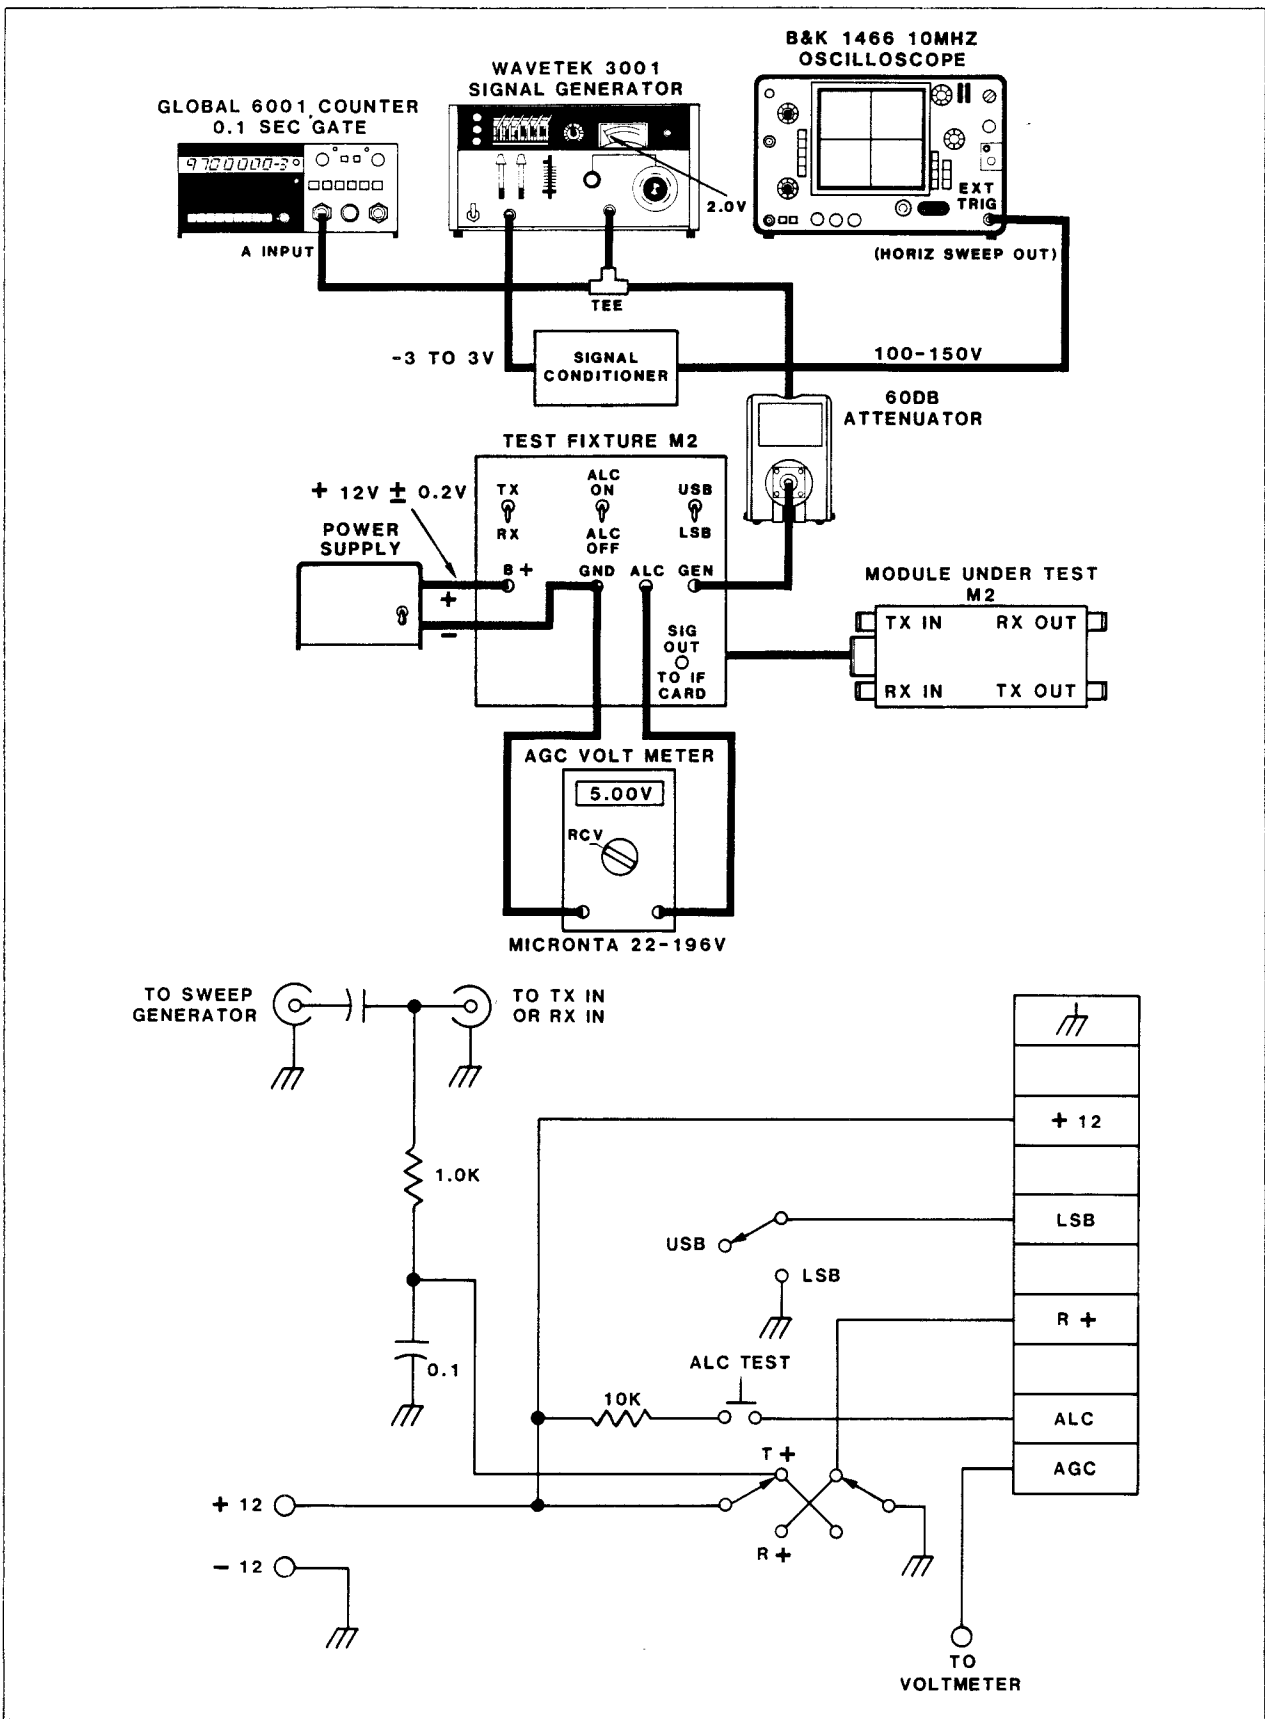 B&K 1466 10MHZ
OSCILLOSCOPE
WAVETEK 3001
SIGNAL GENERATOR
GLOBAL 6001 COUNTER
0.1 SEC GATE
9700000-3
2.0V
EXT
TRIG
A INPUT
(HORIZ SWEEP OUT)
TEE
-3 TO 3V
SIGNAL
CONDITIONER
100-150V
60DB
ATTENUATOR
TEST FIXTURE M2
+ 12V ± 0.2V
TX
RX
ALC
ON
ALC
OFF
USB
LSB
POWER
SUPPLY
B +
GND
ALC
GEN
+
-
SIG
OUT
TO IF
CARD
MODULE UNDER TEST
M2
TX IN
RX OUT
RX IN
TX OUT
AGC VOLT METER
5.00V
RCV
MICRONTA 22-196V
TO SWEEP
GENERATOR
TO TX IN
OR RX IN
+ 12
1.0K
LSB
USB
LSB
R +
0.1
ALC TEST
10K
ALC
T +
AGC
+ 12
R +
- 12
TO
VOLTMETER